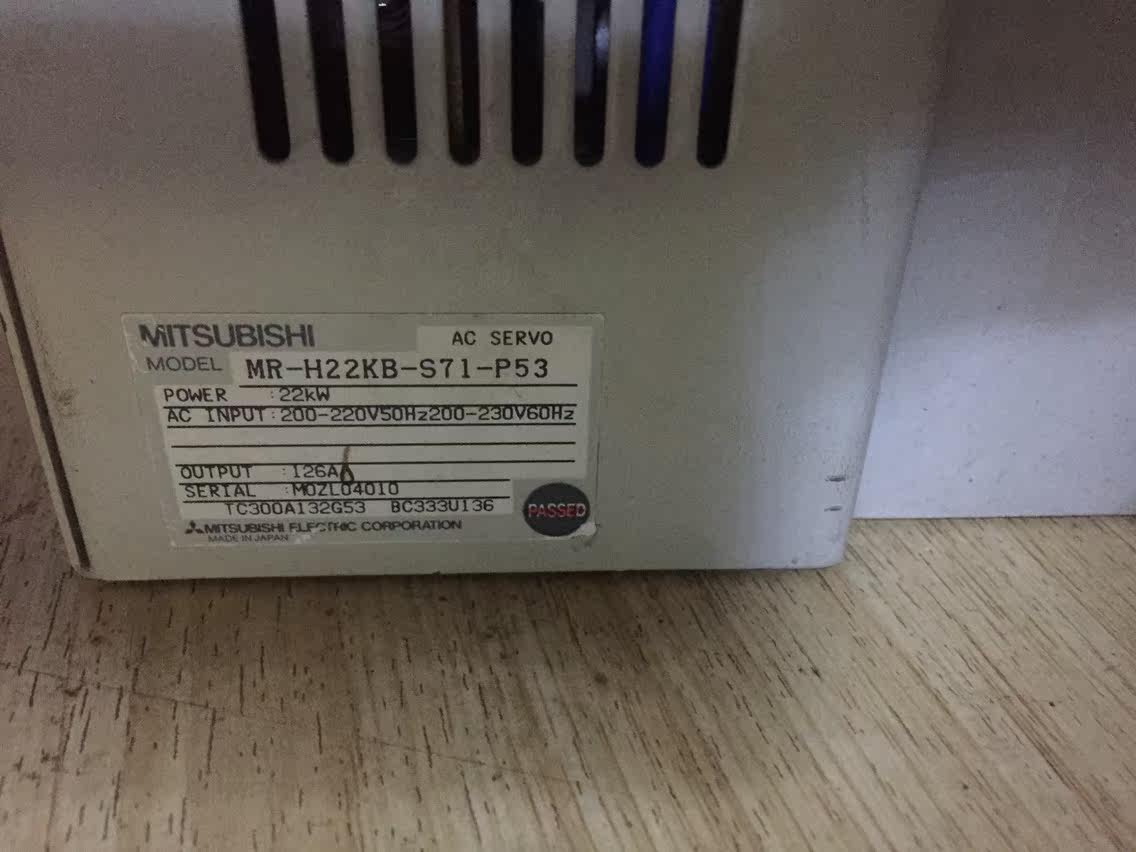 MITSUBISHI AC SERVO
MODEL MR-H22KB-S71-P53
POWER :22kW
AC INPUT:200-220V50Hz200-230V60Hz
OUTPUT :126A
SERIAL :M0ZL04010
TC300A132G53 BC333U136
PASSED
MITSUBISHI ELECTRIC CORPORATION
MADE IN JAPAN